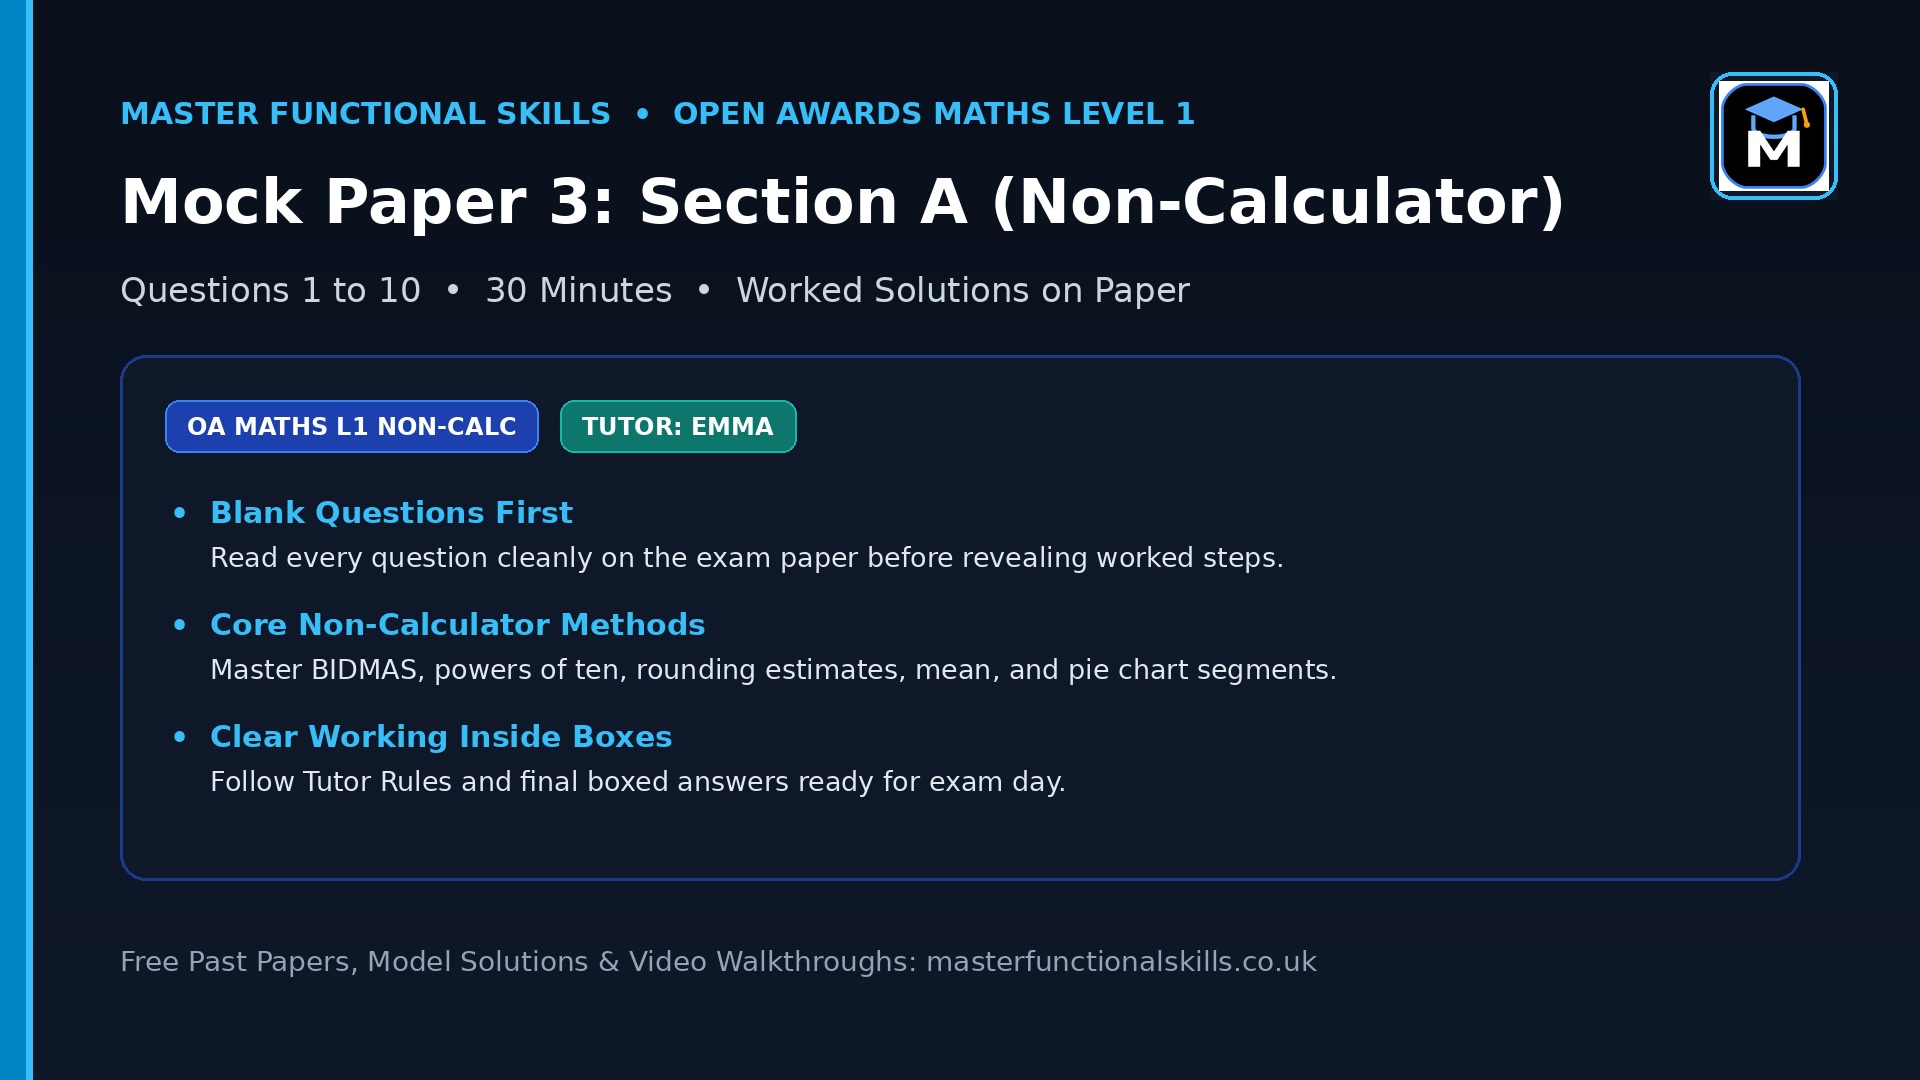 MASTER FUNCTIONAL SKILLS • OPEN AWARDS MATHS LEVEL 1
Mock Paper 3: Section A (Non-Calculator)
M
Questions 1 to 10 • 30 Minutes • Worked Solutions on Paper
OA MATHS L1 NON-CALC
TUTOR: EMMA
• Blank Questions First
Read every question cleanly on the exam paper before revealing worked steps.
• Core Non-Calculator Methods
Master BIDMAS, powers of ten, rounding estimates, mean, and pie chart segments.
• Clear Working Inside Boxes
Follow Tutor Rules and final boxed answers ready for exam day.
Free Past Papers, Model Solutions & Video Walkthroughs: masterfunctionalskills.co.uk